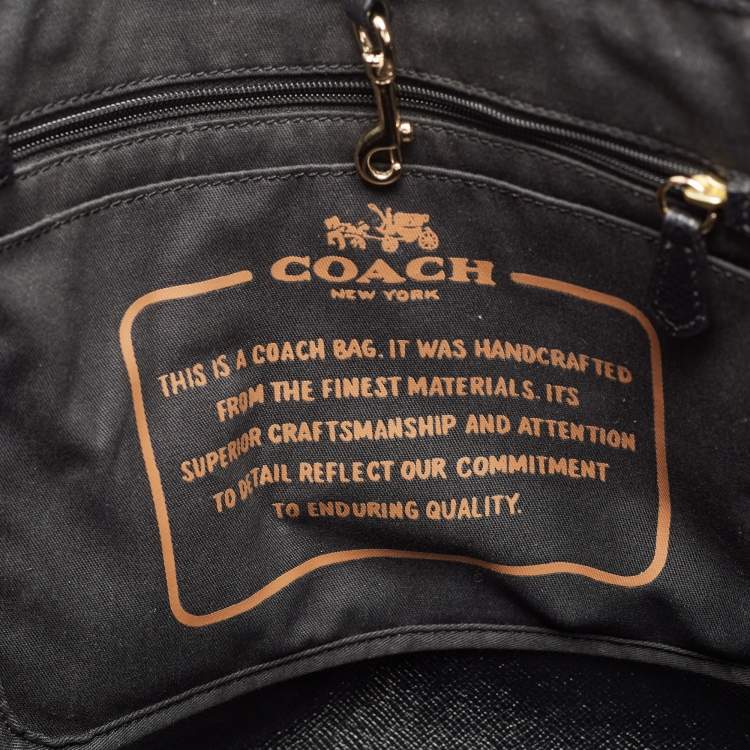 COACH
NEW YORK
THIS IS A COACH BAG. IT WAS HANDCRAFTED
FROM THE FINEST MATERIALS. ITS
SUPERIOR CRAFTSMANSHIP AND ATTENTION
TO DETAIL REFLECT OUR COMMITMENT
TO ENDURING QUALITY.